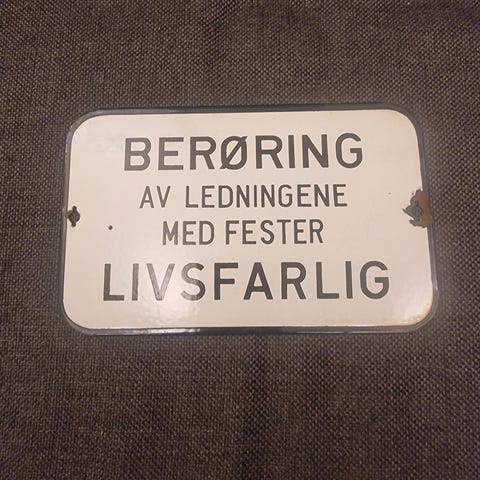 BERØRING
AV LEDNINGENE
MED FESTER
LIVSFARLIG